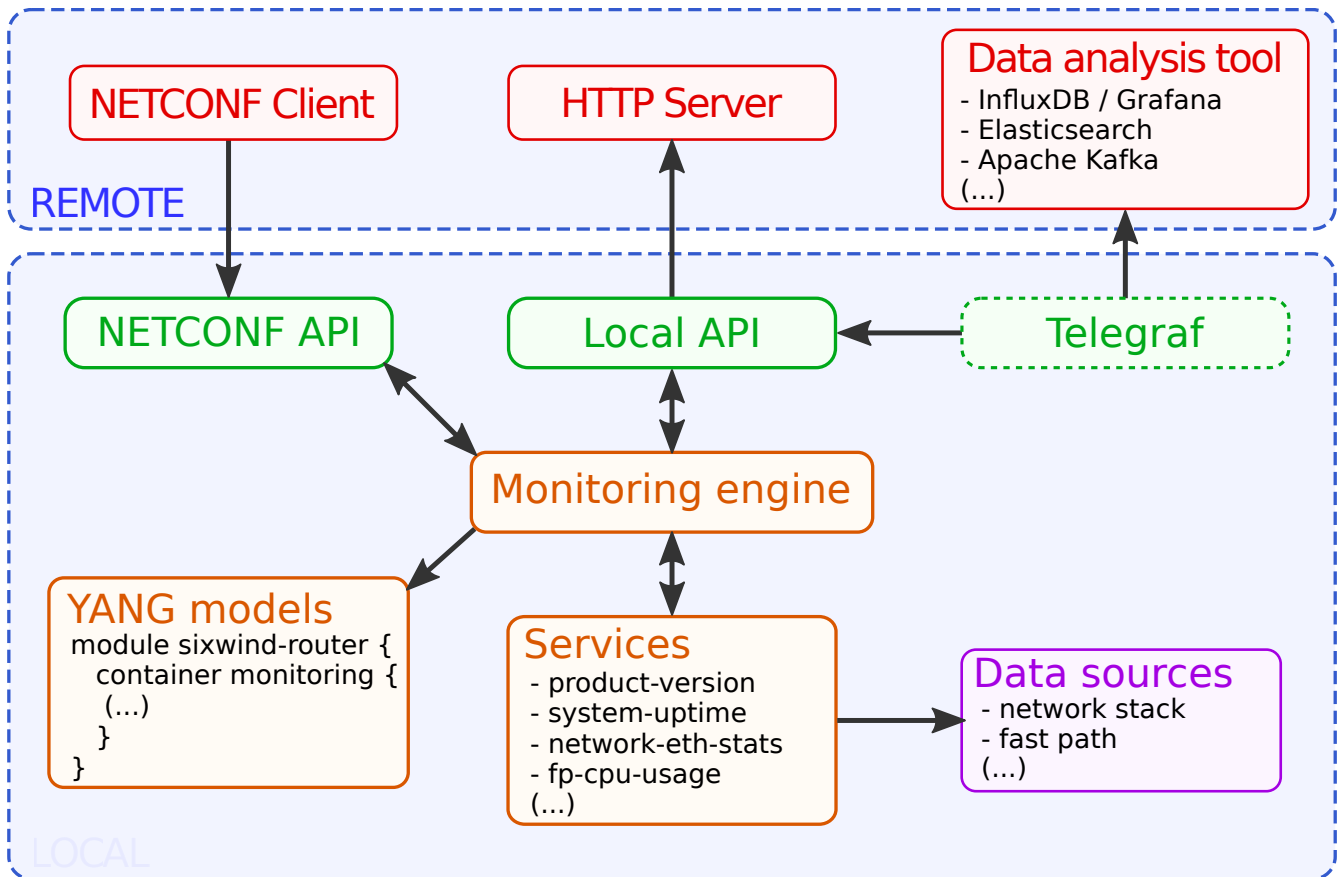 NETCONF Client
HTTP Server
Data analysis tool
- InfluxDB / Grafana
- Elasticsearch
- Apache Kafka
(...)
REMOTE
NETCONF API
Local API
Telegraf
Monitoring engine
YANG models
module sixwind-router {
container monitoring {
(...)
}
}
Services
- product-version
- system-uptime
- network-eth-stats
- fp-cpu-usage
(...)
Data sources
- network stack
- fast path
(...)
LOCAL